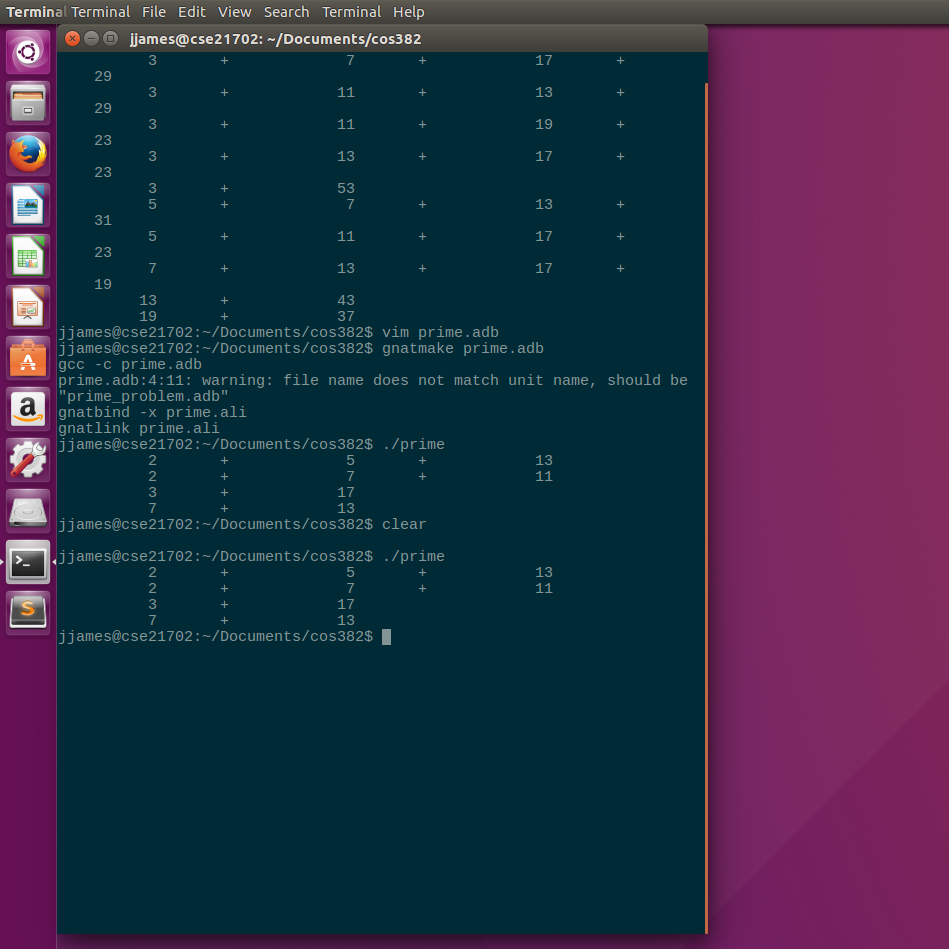 Terminal Terminal File Edit View Search Terminal Help
jjames@cse21702: ~/Documents/cos382
3 + 7 + 17 +
29
3 + 11 + 13 +
29
3 + 11 + 19 +
23
3 + 13 + 17 +
23
3 + 53
5 + 7 + 13 +
31
5 + 11 + 17 +
23
7 + 13 + 17 +
19
13 + 43
19 + 37
jjames@cse21702:~/Documents/cos382$ vim prime.adb
jjames@cse21702:~/Documents/cos382$ gnatmake prime.adb
gcc -c prime.adb
prime.adb:4:11: warning: file name does not match unit name, should be
"prime_problem.adb"
gnatbind -x prime.ali
gnatlink prime.ali
jjames@cse21702:~/Documents/cos382$ ./prime
2 + 5 + 13
2 + 7 + 11
3 + 17
7 + 13
jjames@cse21702:~/Documents/cos382$ clear
jjames@cse21702:~/Documents/cos382$ ./prime
2 + 5 + 13
2 + 7 + 11
3 + 17
7 + 13
jjames@cse21702:~/Documents/cos382$